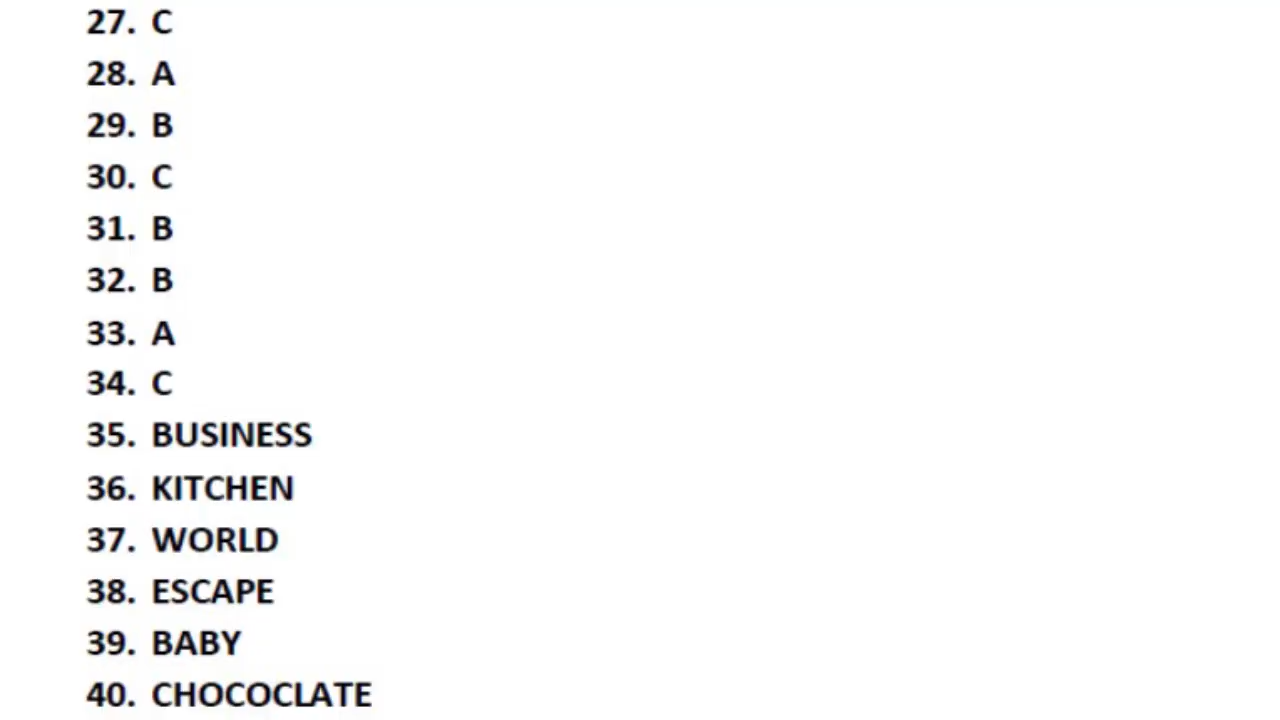 27. C
28. A
29. B
30. C
31. B
32. B
33. A
34. C
35. BUSINESS
36. KITCHEN
37. WORLD
38. ESCAPE
39. BABY
40. CHOCOCLATE